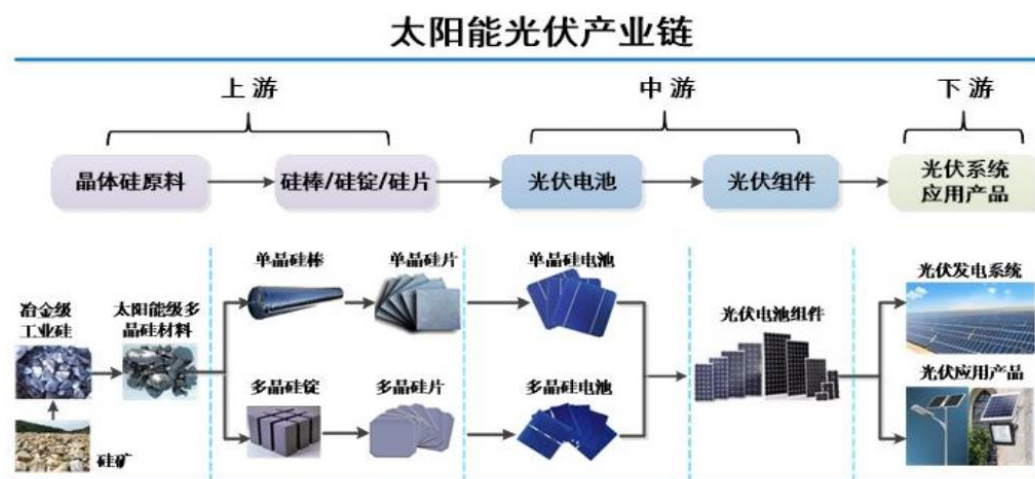 太阳能光伏产业链
上游
中游
下游
晶体硅原料
硅棒/硅锭/硅片
光伏电池
光伏组件
光伏系统
应用产品
单晶硅棒
单晶硅片
单晶硅电池
光伏发电系统
冶金级
工业硅
太阳能级多
晶硅材料
光伏电池组件
多晶硅锭
多晶硅片
多晶硅电池
光伏应用产品
硅矿